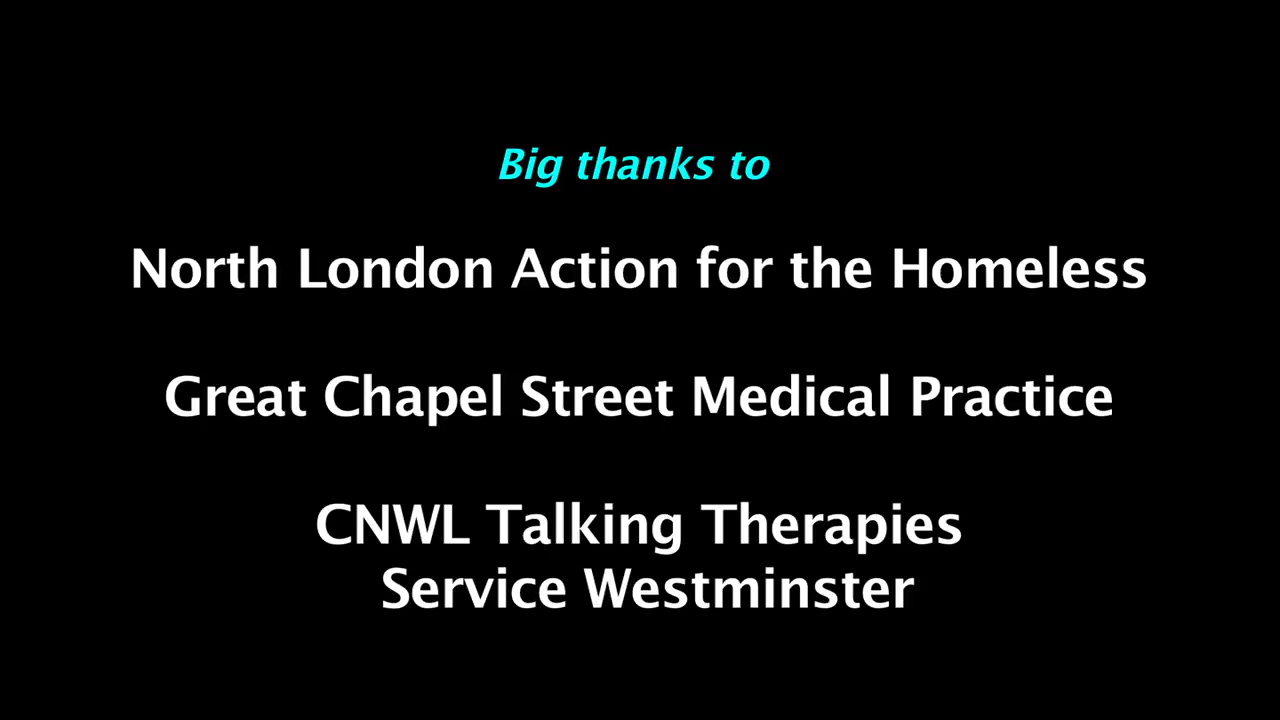 Big thanks to
North London Action for the Homeless
Great Chapel Street Medical Practice
CNWL Talking Therapies
Service Westminster